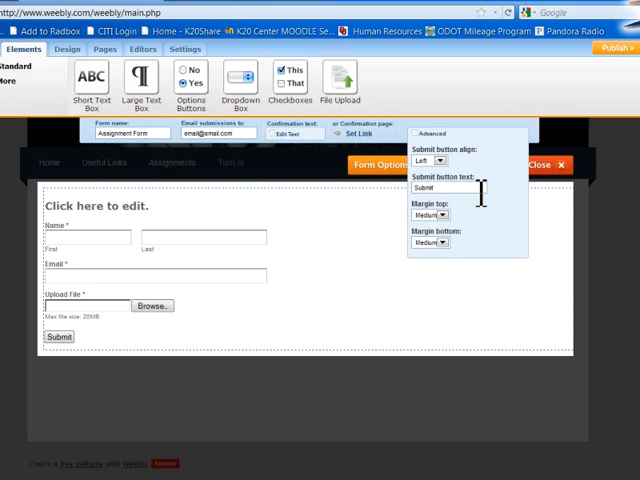 http://www.weebly.com/weebly/main.php
Google
Add to Radbox CITI Login Home - K20Share K20 Center MOODLE Se... Human Resources ODOT Mileage Program Pandora Radio
Elements Design Pages Editors Settings
Publish »
Standard
More
ABC
¶
No
Yes
This
That
Short Text Box
Large Text Box
Options Buttons
Dropdown Box
Checkboxes
File Upload
Form name:
Assignment Form
Email submissions to:
email@email.com
Confirmation text:
Edit Text
or Confirmation page:
Set Link
Advanced
Submit button align:
Left
Submit button text:
Submit
Margin top:
Medium
Margin bottom:
Medium
Home Useful Links Assignments Turn in
Form Options
Close ×
Click here to edit.
Name *
First Last
Email *
Upload File *
Browse..
Max file size: 20MB
Submit
Create a free website with Weebly